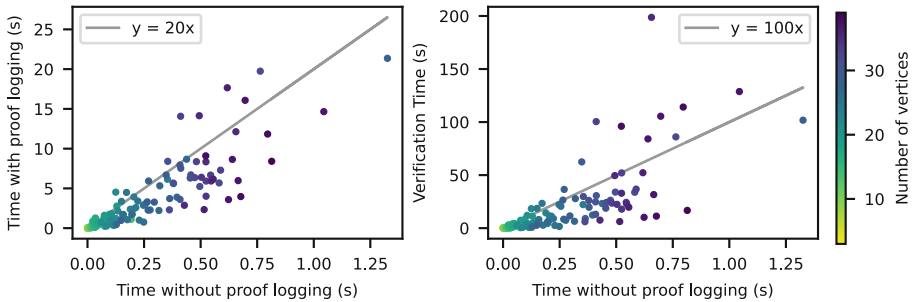 25
20
15
10
5
0
Time with proof logging (s)
y = 20x
0.00 0.25 0.50 0.75 1.00 1.25
Time without proof logging (s)
200
150
100
50
0
Verification Time (s)
y = 100x
0.00 0.25 0.50 0.75 1.00 1.25
Time without proof logging (s)
30
20
10
Number of vertices